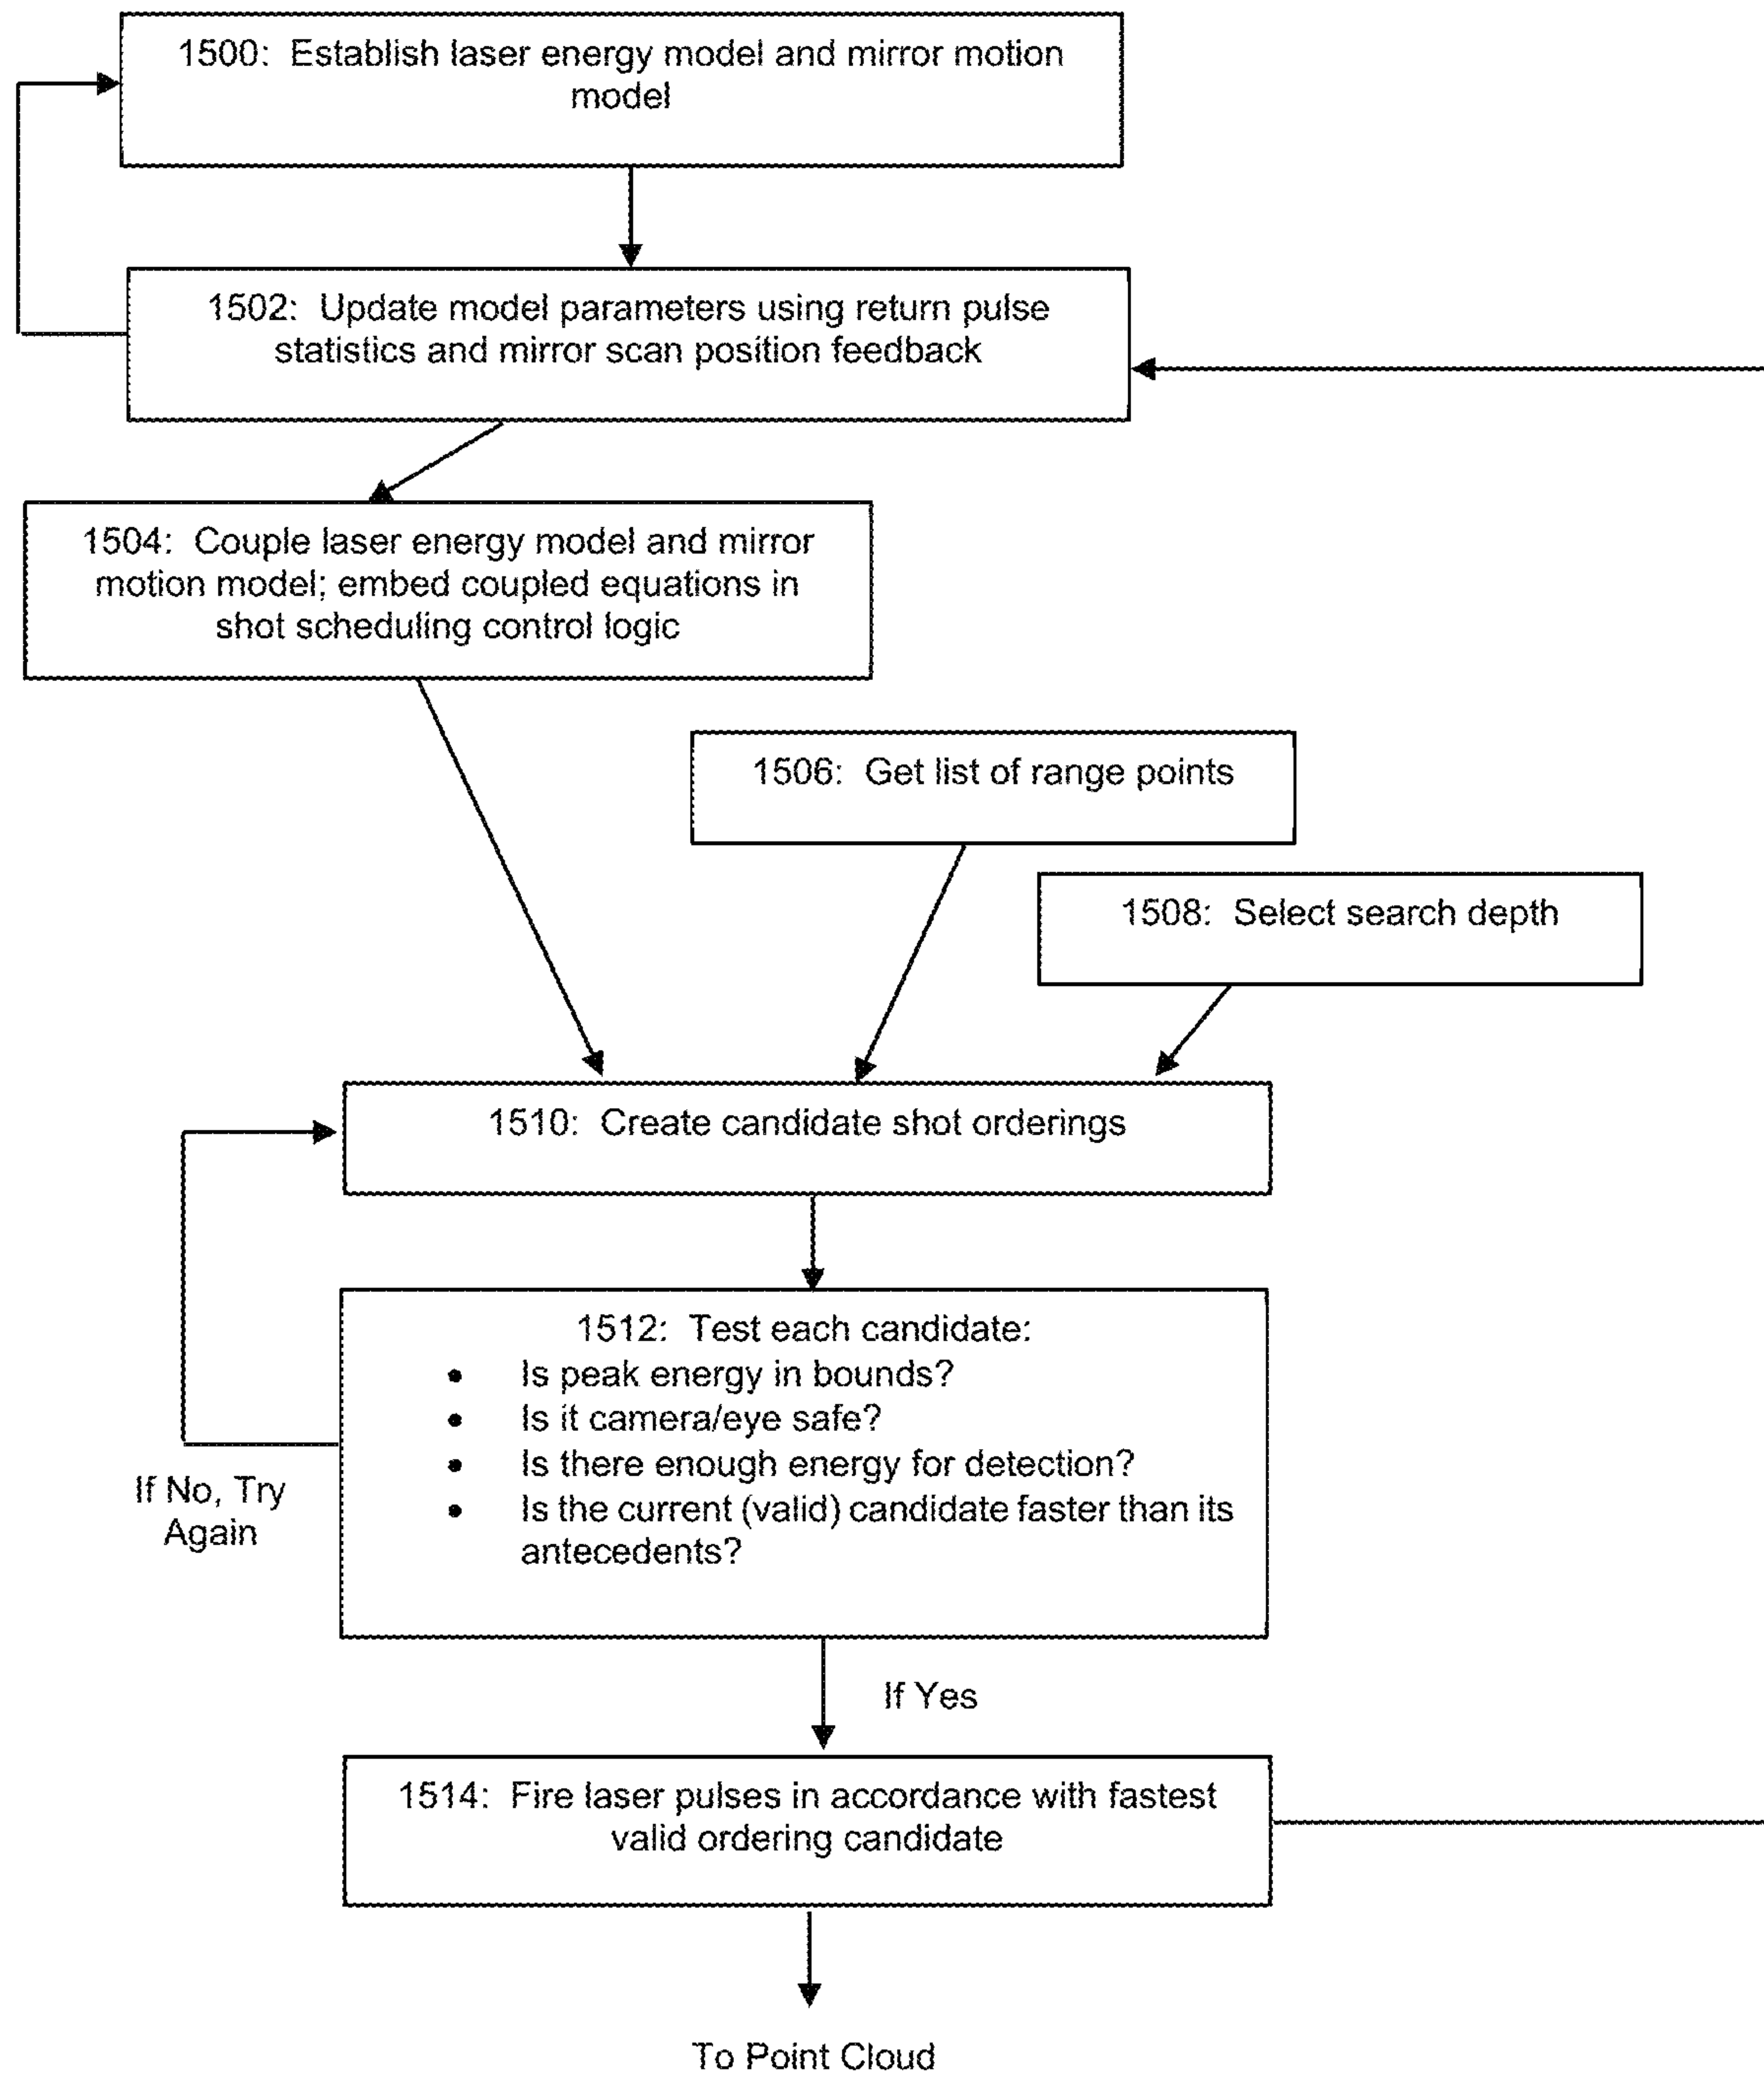 1500: Establish laser energy model and mirror motion
model
1502: Update model parameters using return pulse
statistics and mirror scan position feedback
1504: Couple laser energy model and mirror
motion model; embed coupled equations in
shot scheduling control logic
1506: Get list of range points
1508: Select search depth
1510: Create candidate shot orderings
1512: Test each candidate:
• Is peak energy in bounds?
• Is it camera/eye safe?
• Is there enough energy for detection?
• Is the current (valid) candidate faster than its
antecedents?
If No, Try
Again
If Yes
1514: Fire laser pulses in accordance with fastest
valid ordering candidate
To Point Cloud